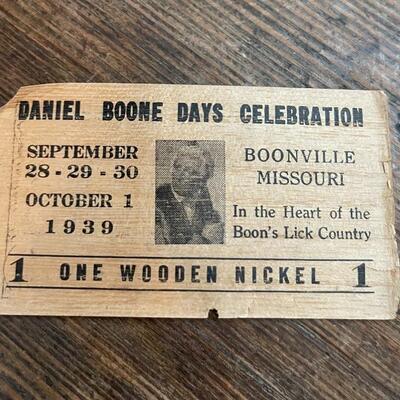 DANIEL BOONE DAYS CELEBRATION
SEPTEMBER
28 - 29 - 30
OCTOBER 1
1939
BOONVILLE
MISSOURI
In the Heart of the
Boon's Lick Country
1 ONE WOODEN NICKEL 1